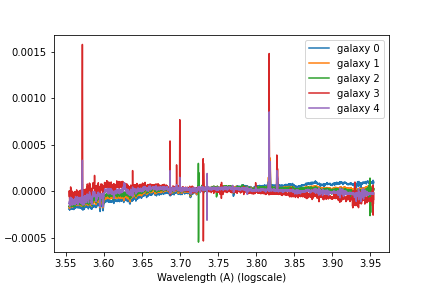 0.0015
0.0010
0.0005
0.0000
−0.0005
3.55 3.60 3.65 3.70 3.75 3.80 3.85 3.90 3.95
Wavelength (A) (logscale)
galaxy 0
galaxy 1
galaxy 2
galaxy 3
galaxy 4